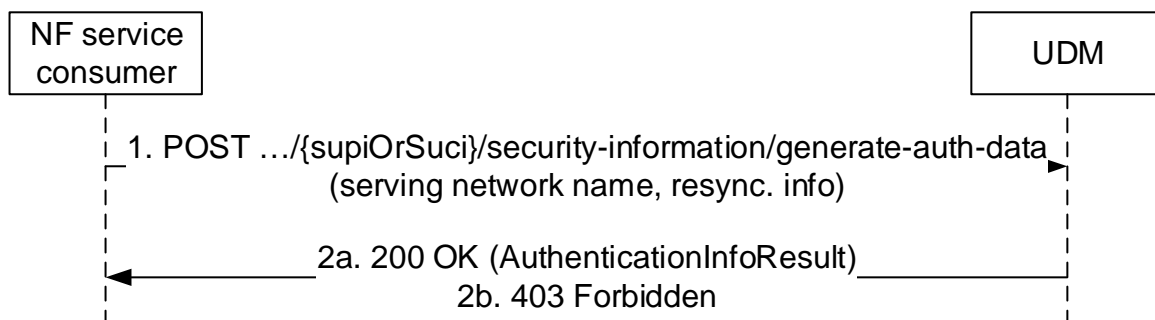 NF service
consumer
UDM
1. POST …/{supiOrSuci}/security-information/generate-auth-data
(serving network name, resync. info)
2a. 200 OK (AuthenticationInfoResult)
2b. 403 Forbidden